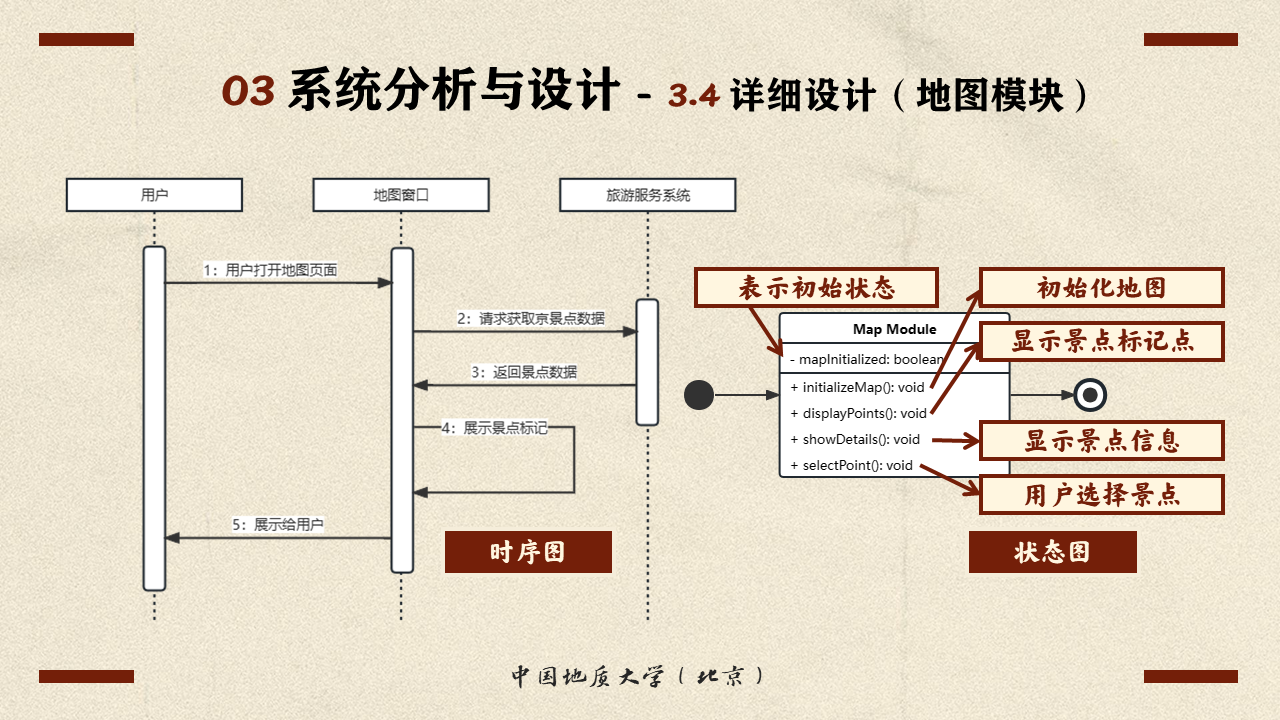 03 系统分析与设计 - 3.4 详细设计（地图模块）
用户
地图窗口
旅游服务系统
1：用户打开地图页面
2：请求获取京景点数据
3：返回景点数据
4：展示景点标记
5：展示给用户
时序图
表示初始状态
初始化地图
显示景点标记点
Map Module
- mapInitialized: boolean
+ initializeMap(): void
+ displayPoints(): void
+ showDetails(): void
+ selectPoint(): void
显示景点信息
用户选择景点
状态图
中国地质大学（北京）